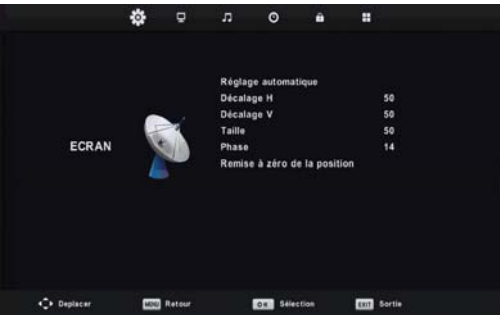 Réglage automatique
Décalage H 50
Décalage V 50
Taille 50
ECRAN
Phase 14
Remise à zéro de la position
Deplacer MENU Retour OK Sélection EXIT Sortie